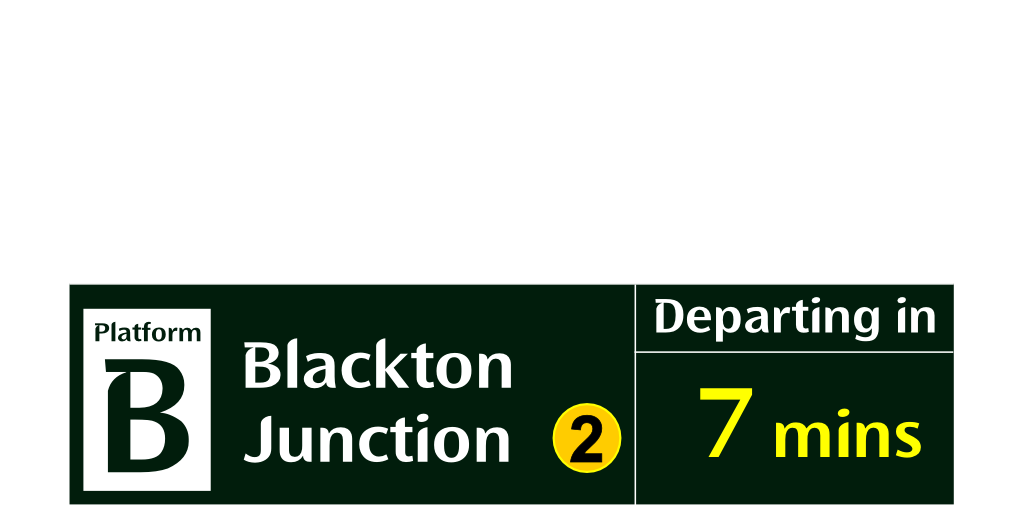 Platform
B
Blackton
Junction
2
Departing in
7 mins